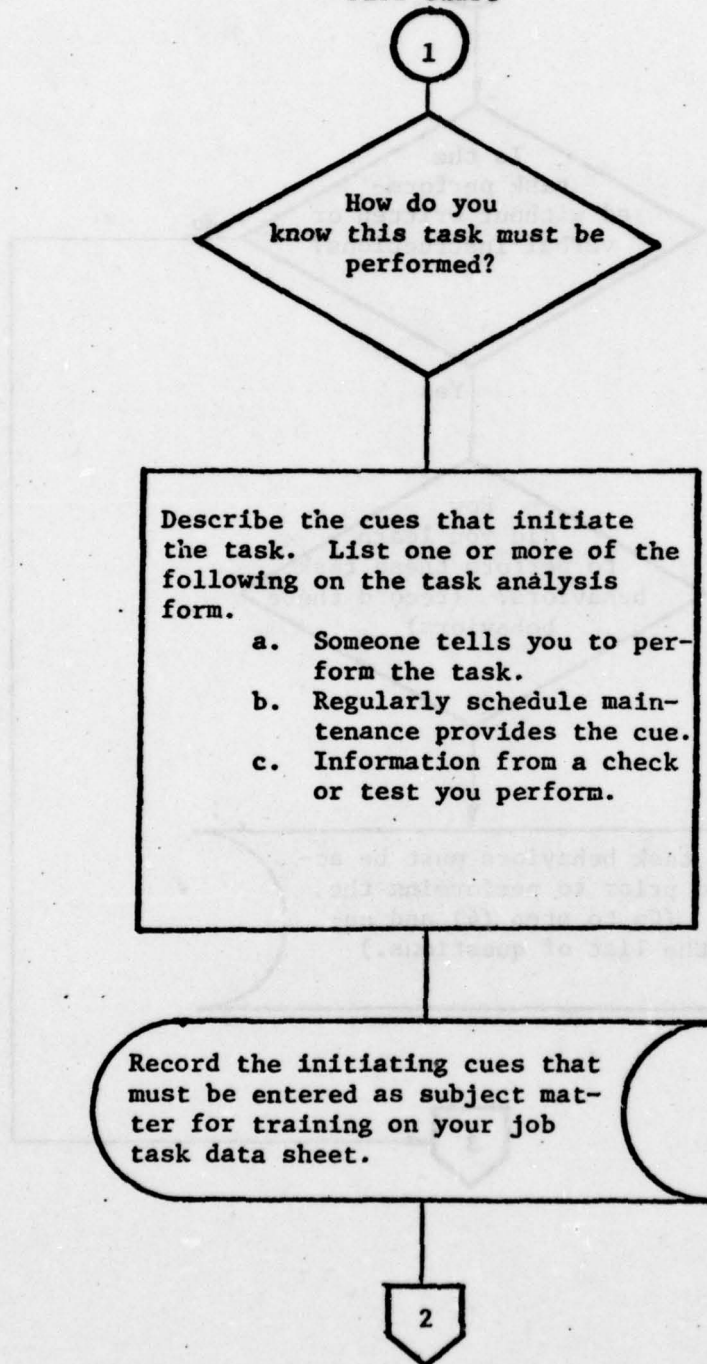 1
How do you
know this task must be
performed?
Describe the cues that initiate
the task. List one or more of the
following on the task analysis
form.
a. Someone tells you to per-
form the task.
b. Regularly schedule main-
tenance provides the cue.
c. Information from a check
or test you perform.
Record the initiating cues that
must be entered as subject mat-
ter for training on your job
task data sheet.
2